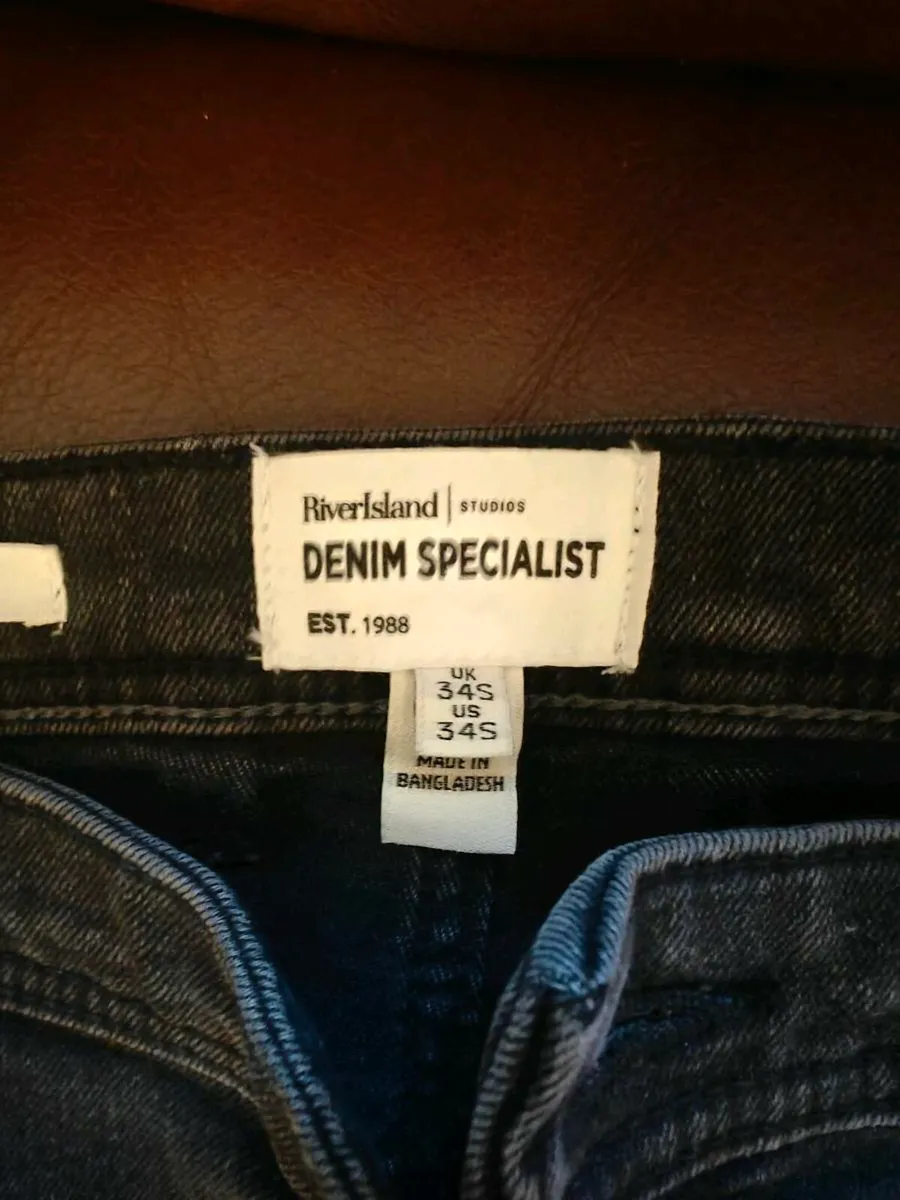 RiverIsland | STUDIOS
DENIM SPECIALIST
EST. 1988
UK
34S
US
34S
MADE IN
BANGLADESH